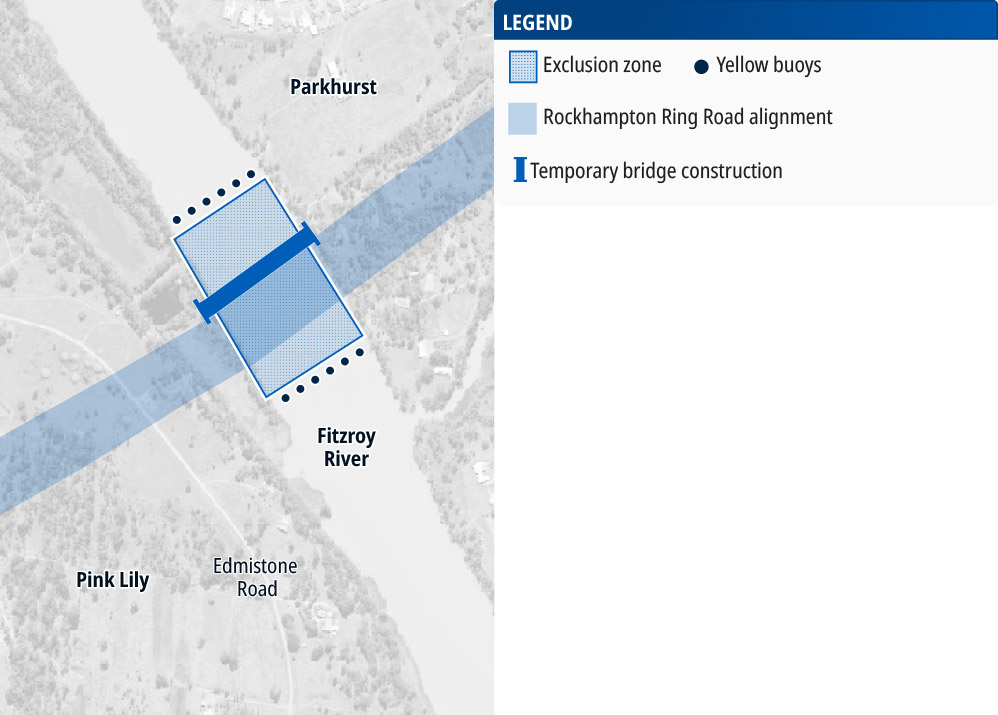 LEGEND
Exclusion zone
Yellow buoys
Rockhampton Ring Road alignment
Temporary bridge construction
Parkhurst
Fitzroy
River
Edmistone
Road
Pink Lily